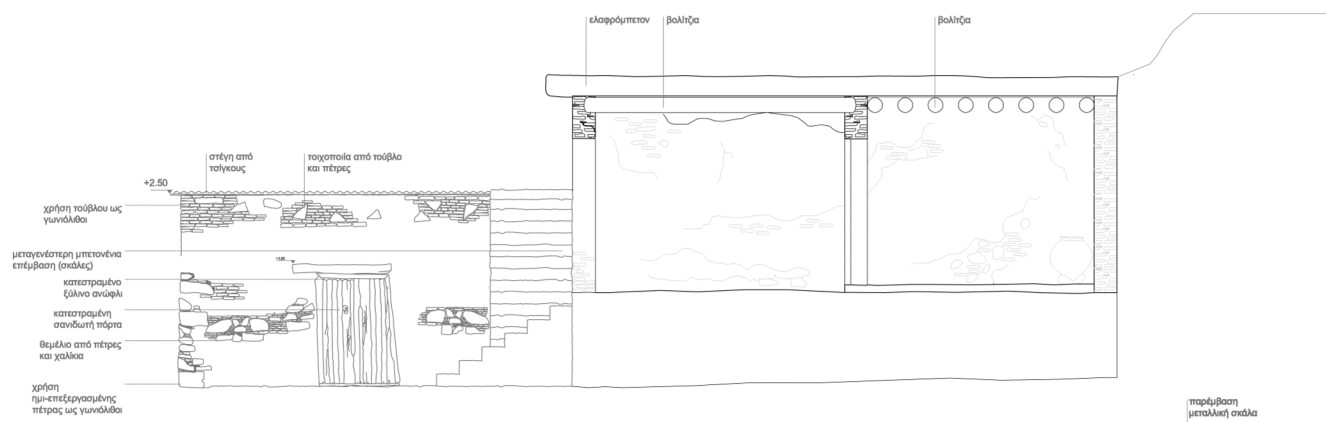 ελαφρόμπετον
βολίτζια
βολίτζια
στέγη από
τσίγκους
τοιχοποιία από τούβλο
και πέτρες
+2.50
χρήση τούβλου ως
γωνιόλιθοι
μεταγενέστερη μπετονένια
επέμβαση (σκάλες)
κατεστραμένο
ξύλινο ανώφλι
κατεστραμένη
σανιδωτή πόρτα
θεμέλιο από πέτρες
και χαλίκια
χρήση
ημι-επεξεργασμένης
πέτρας ως γωνιόλιθοι
παρέμβαση
μεταλλική σκάλα